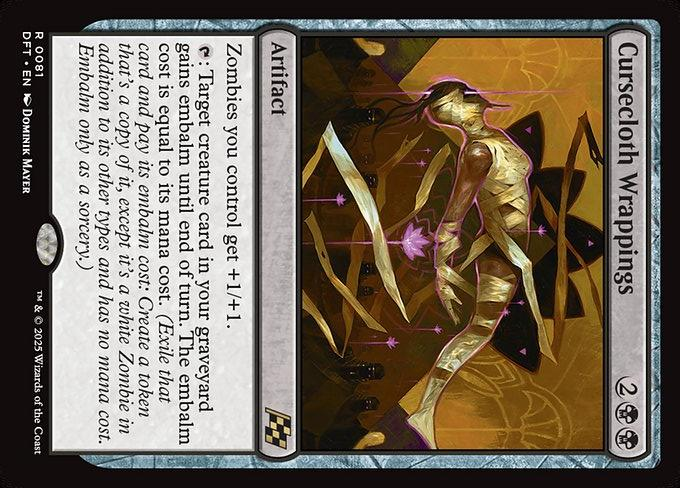 Cursecloth Wrappings 2
Artifact
Zombies you control get +1/+1.
: Target creature card in your graveyard
gains embalm until end of turn. The embalm
cost is equal to its mana cost. (Exile that
card and pay its embalm cost: Create a token
that's a copy of it, except it's a white Zombie in
addition to its other types and has no mana cost.
Embalm only as a sorcery.)
R 0081
DFT • EN Dominik Mayer
™ & © 2025 Wizards of the Coast